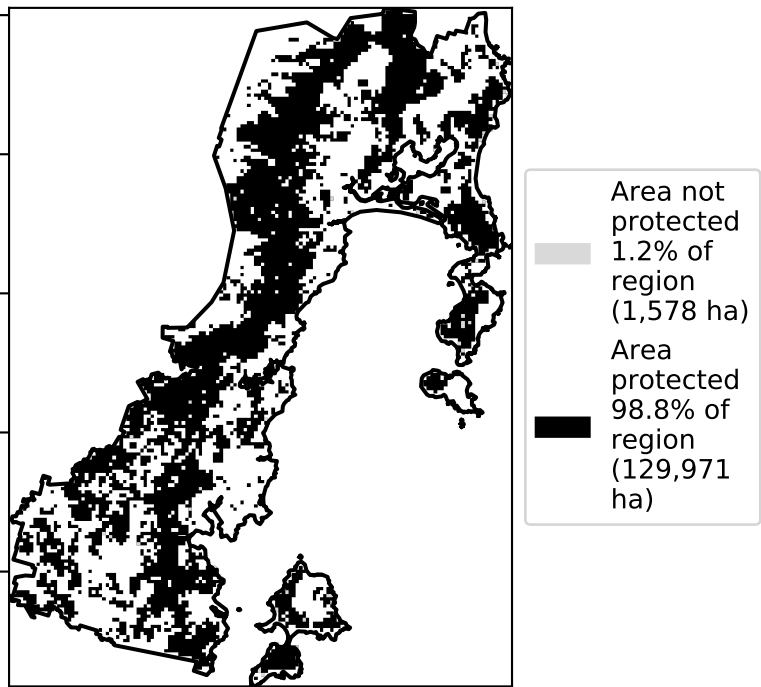 Area not
protected
1.2% of
region
(1,578 ha)
Area
protected
98.8% of
region
(129,971
ha)